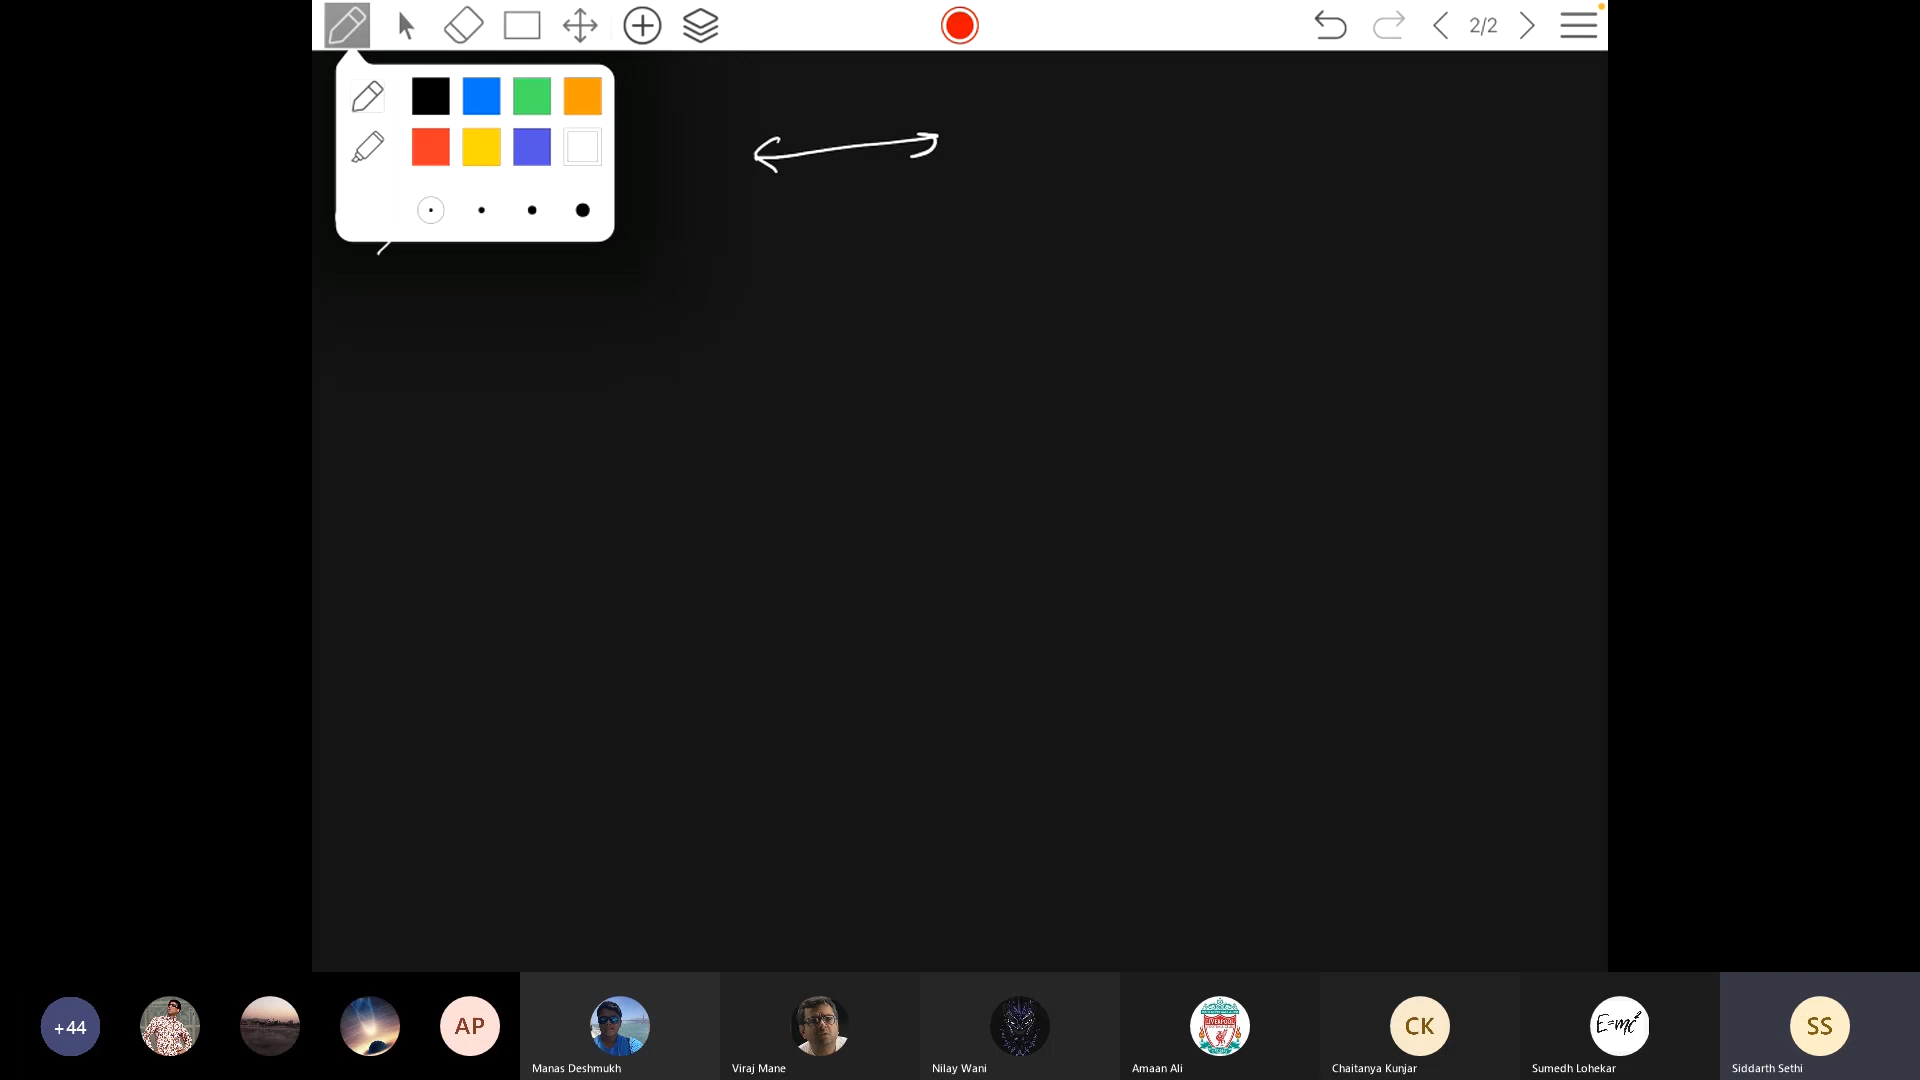 2/2
+44
AP
CK
E=mc²
SS
Manas Deshmukh
Viraj Mane
Nilay Wani
Amaan Ali
Chaitanya Kunjar
Sumedh Lohekar
Siddarth Sethi